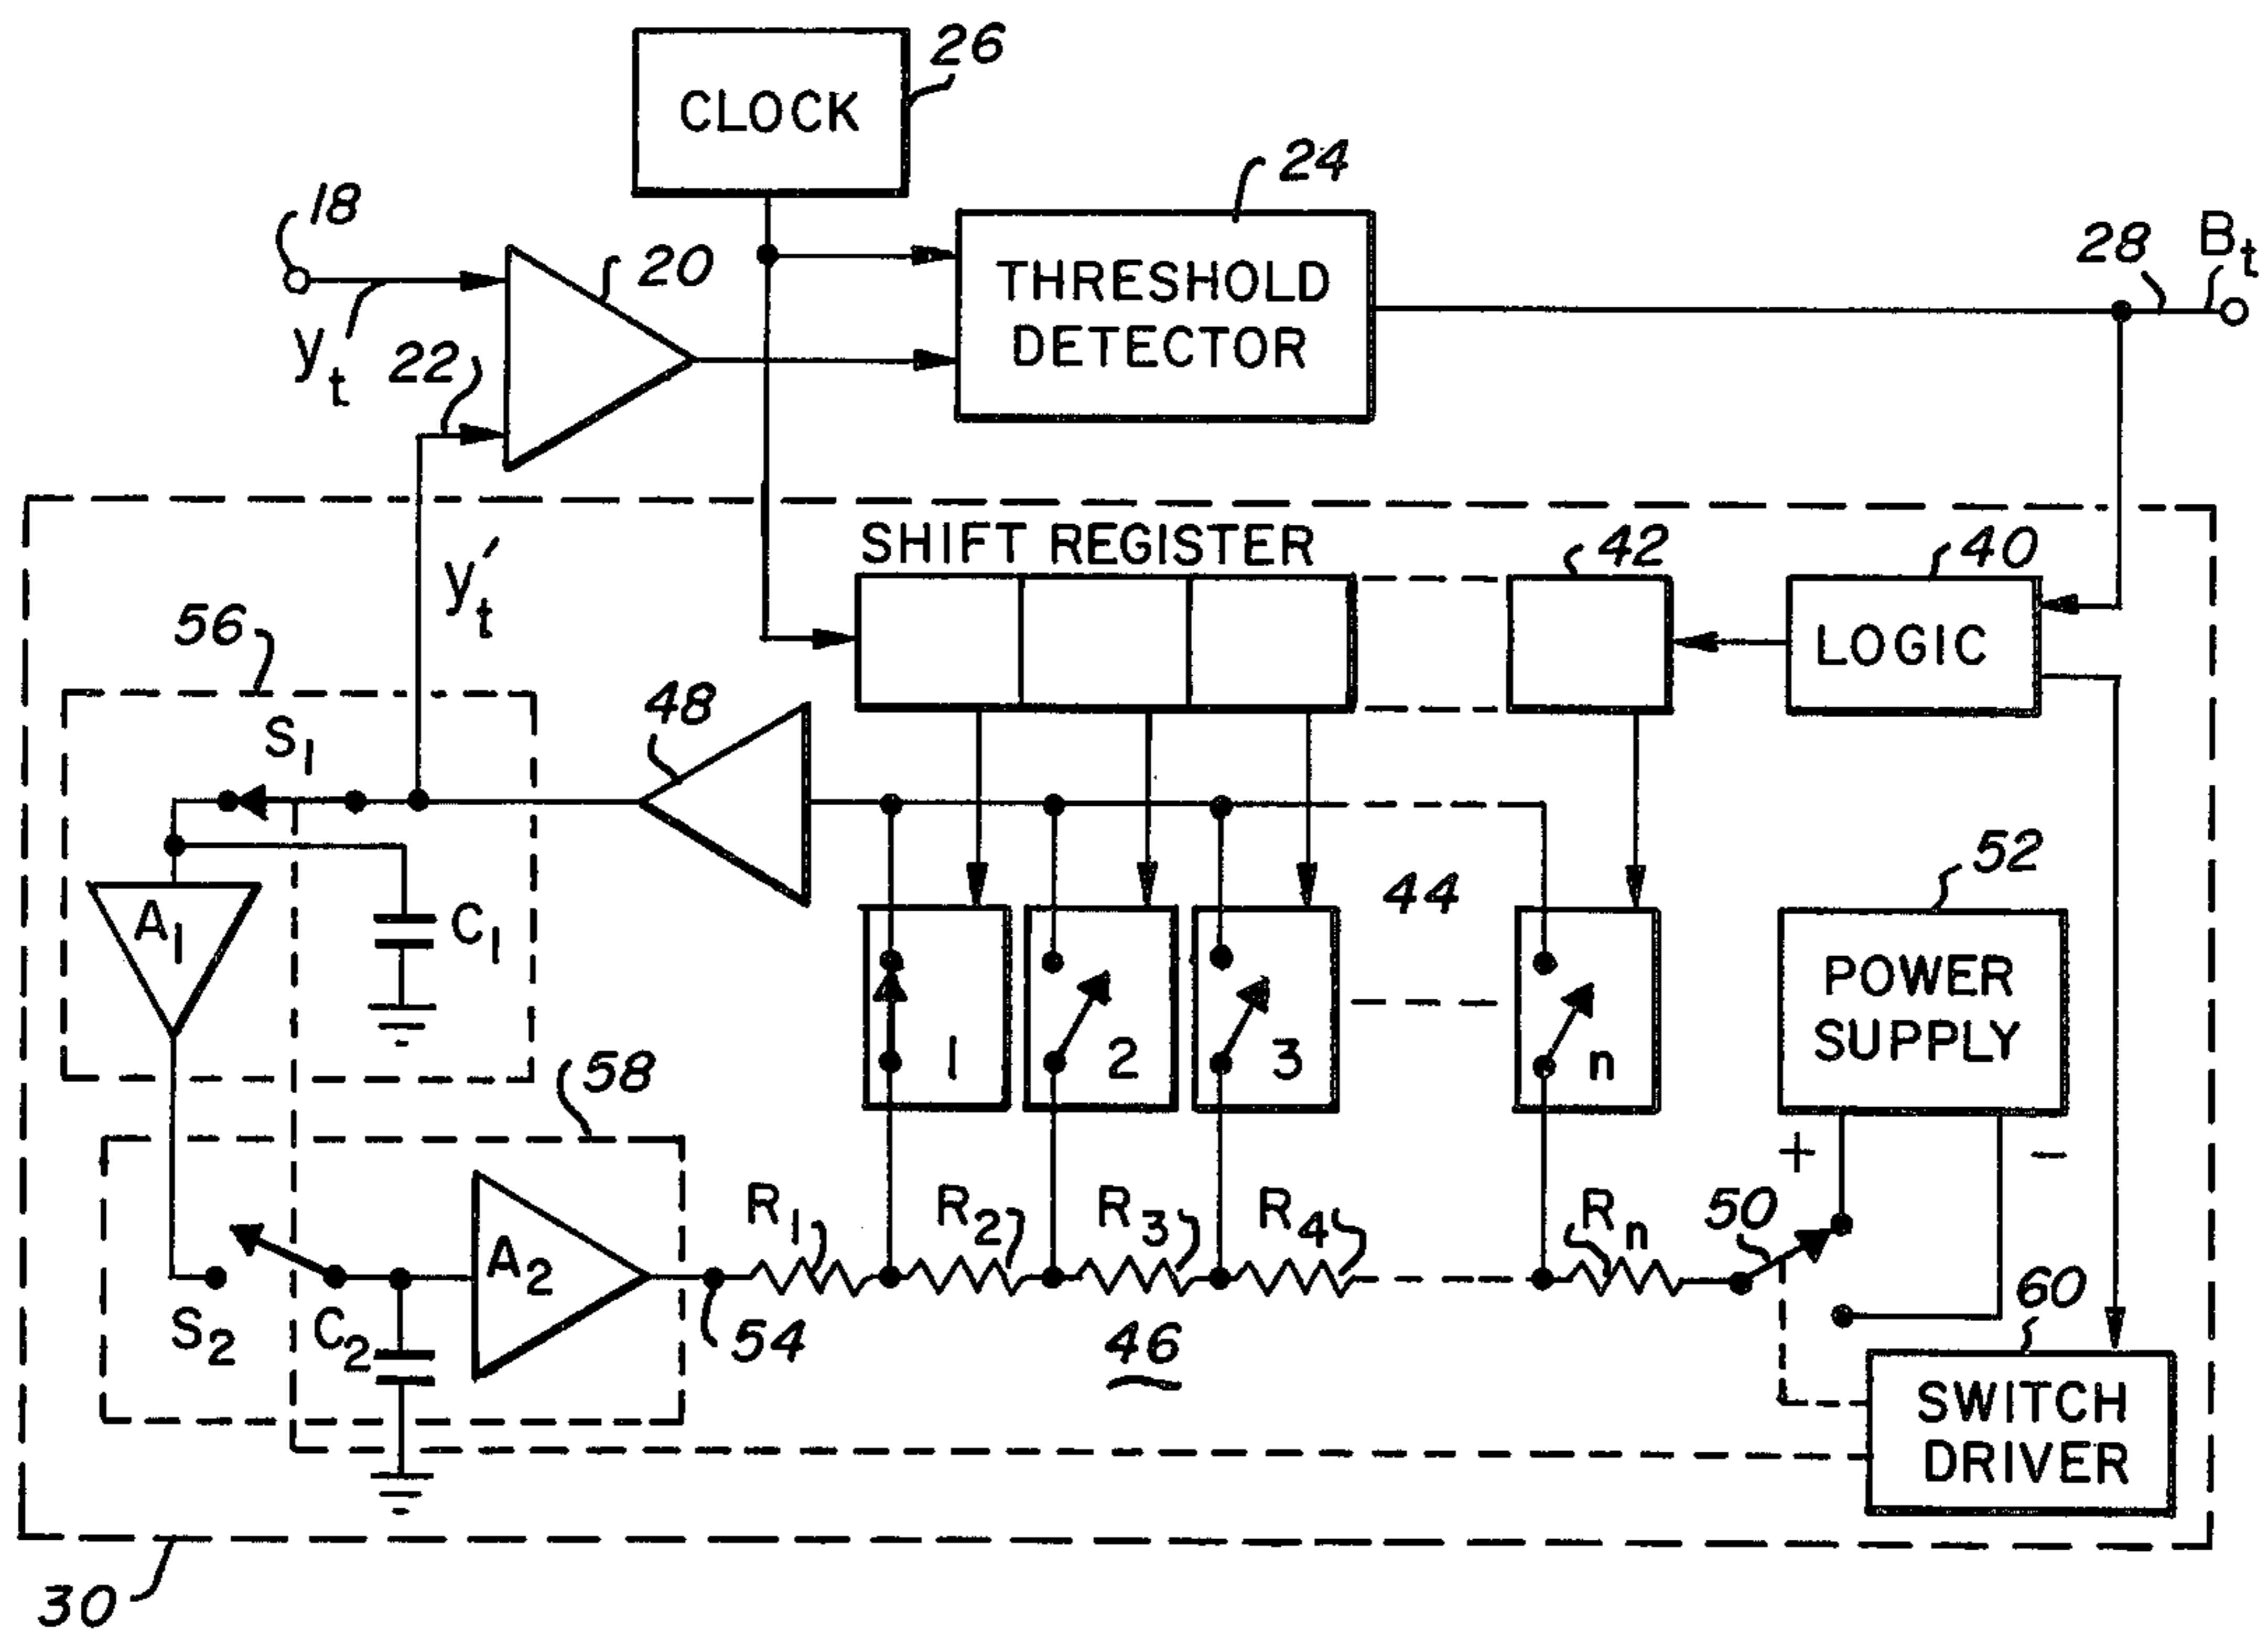 CLOCK
26
24
18
20
THRESHOLD
DETECTOR
28
Bt
yt
22
SHIFT REGISTER
42
40
LOGIC
y't
56
48
S1
A1
C1
44
52
POWER
SUPPLY
1
2
3
n
+
−
58
R1
R2
R3
R4
Rn
50
A2
S2
C2
54
46
60
SWITCH
DRIVER
30